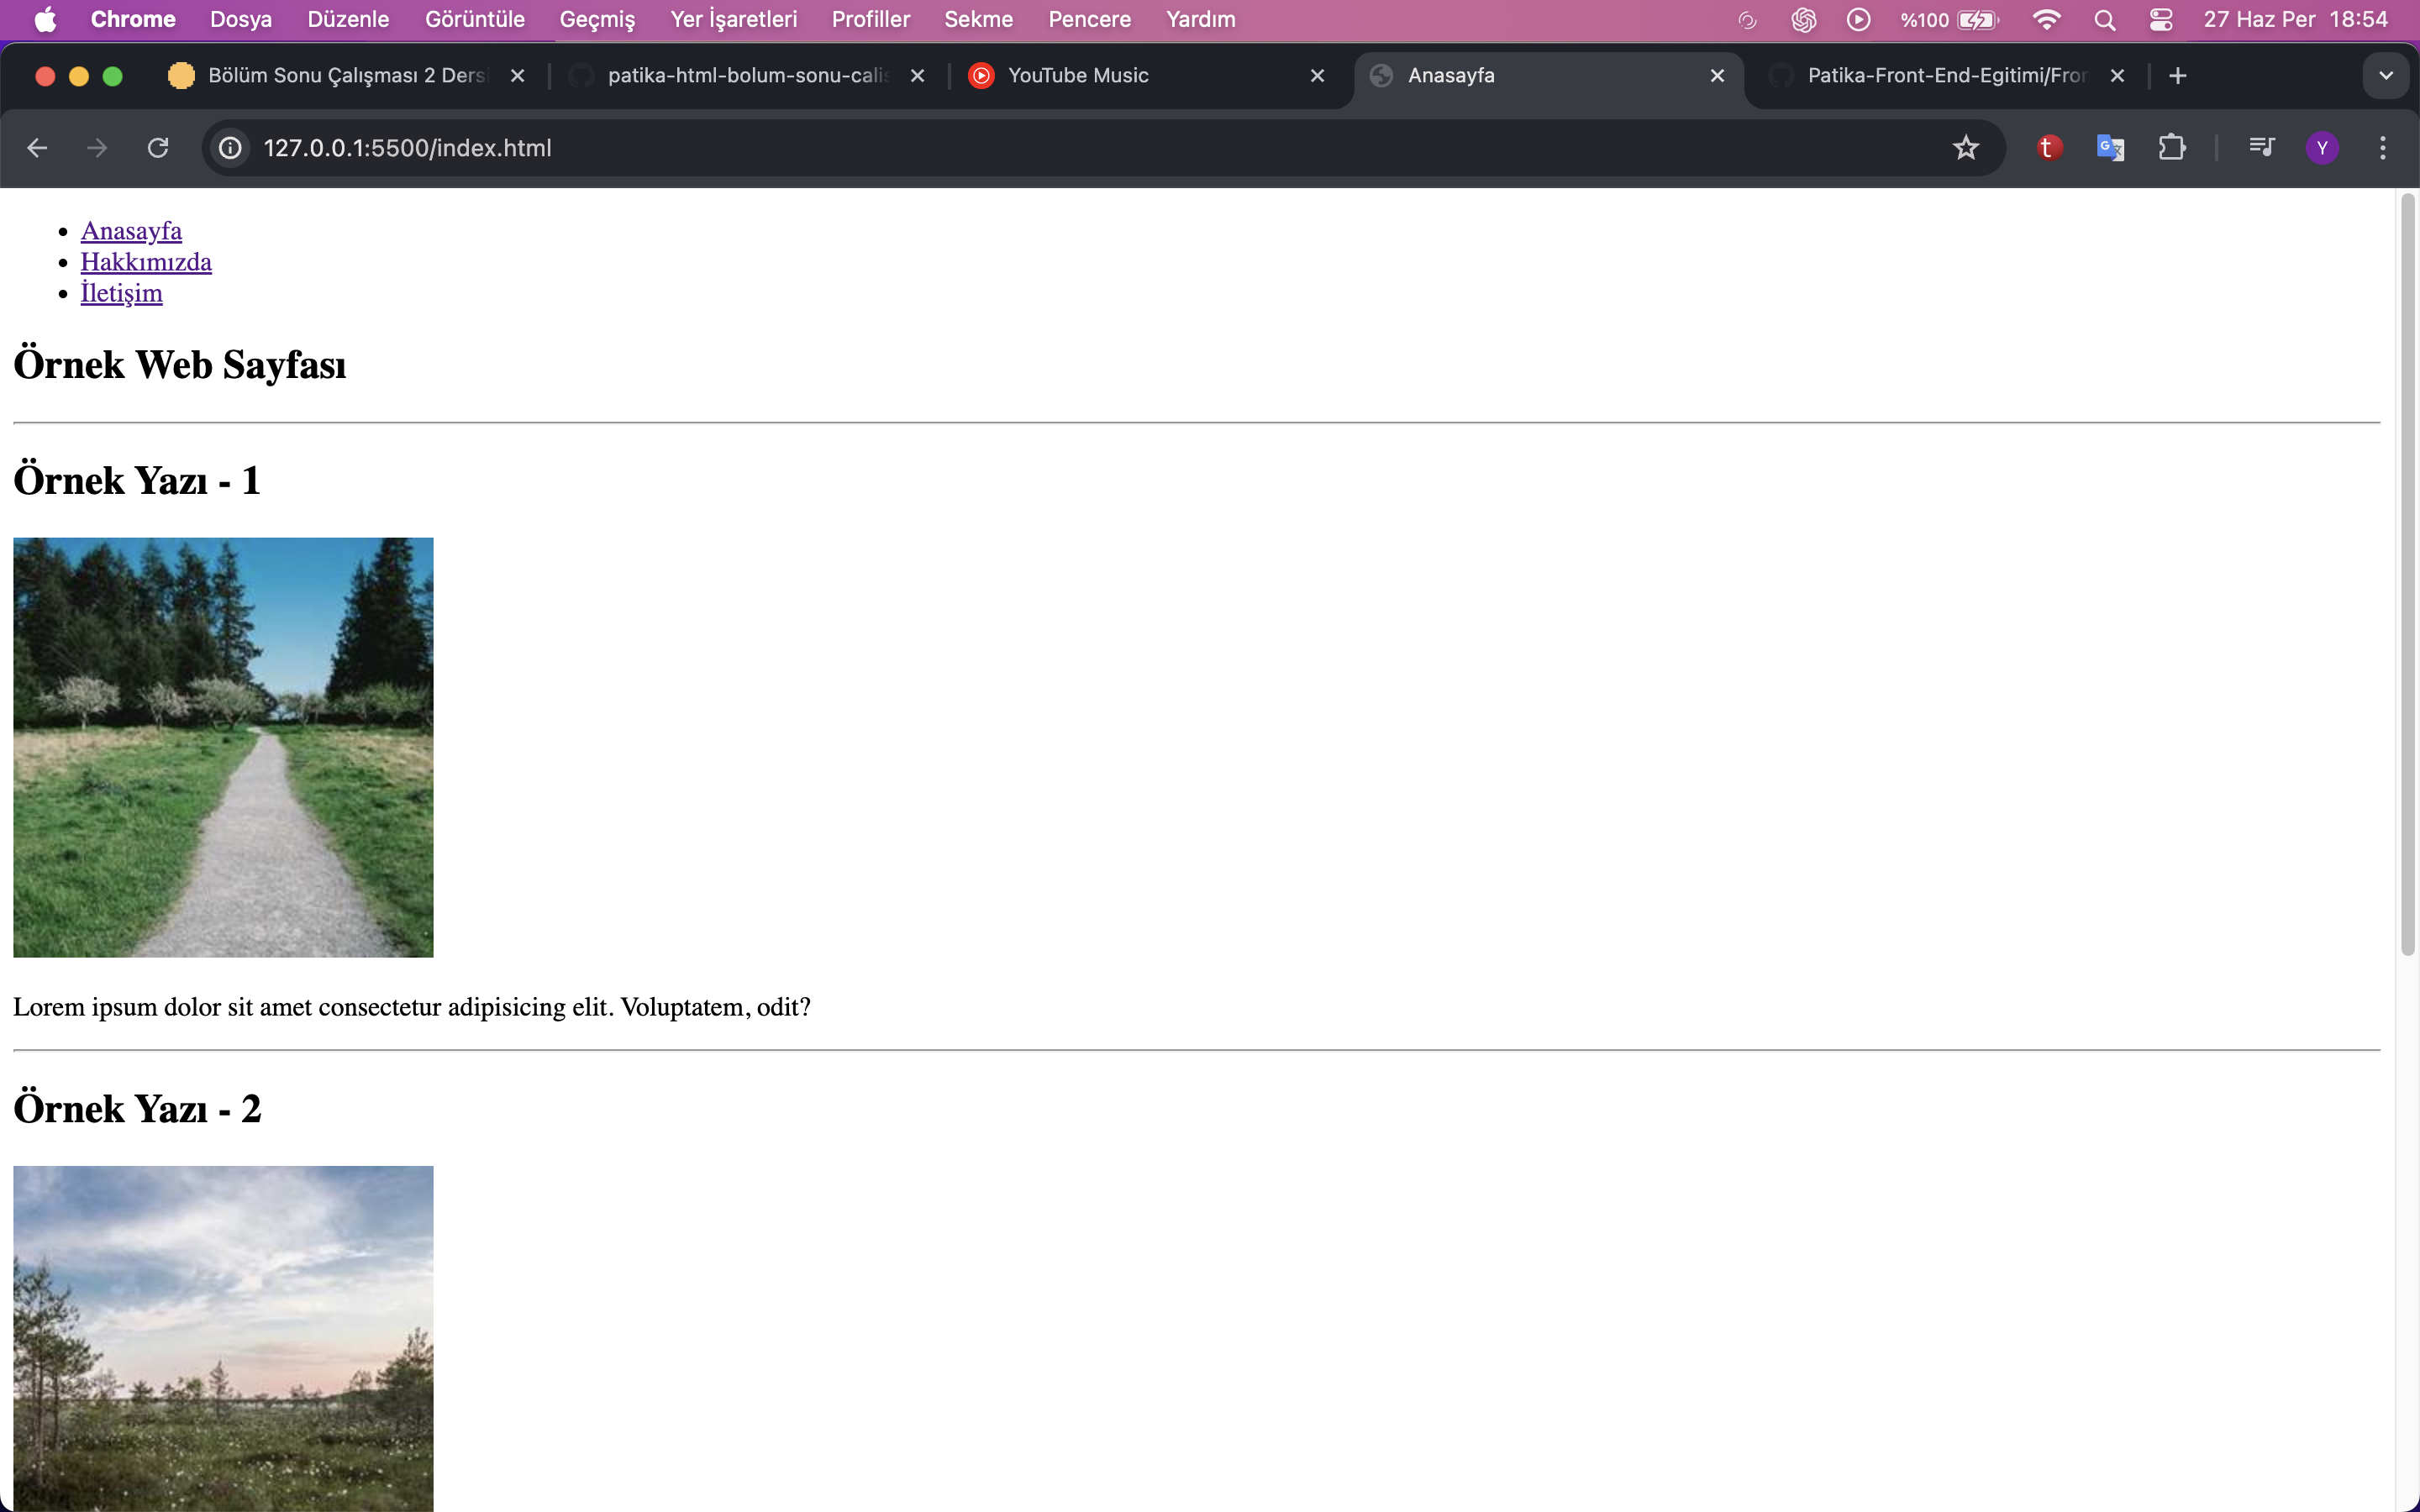 Chrome Dosya Düzenle Görüntüle Geçmiş Yer İşaretleri Profiller Sekme Pencere Yardım %100 27 Haz Per 18:54
Bölüm Sonu Çalışması 2 Dersi patika-html-bolum-sonu-calis YouTube Music Anasayfa Patika-Front-End-Egitimi/Fron
127.0.0.1:5500/index.html Y
Anasayfa
Hakkımızda
İletişim
Örnek Web Sayfası
Örnek Yazı - 1
Lorem ipsum dolor sit amet consectetur adipisicing elit. Voluptatem, odit?
Örnek Yazı - 2